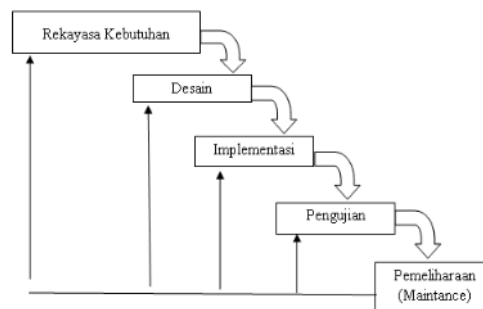 Rekayasa Kebutuhan
Desain
Implementasi
Pengujian
Pemeliharaan
(Maintance)